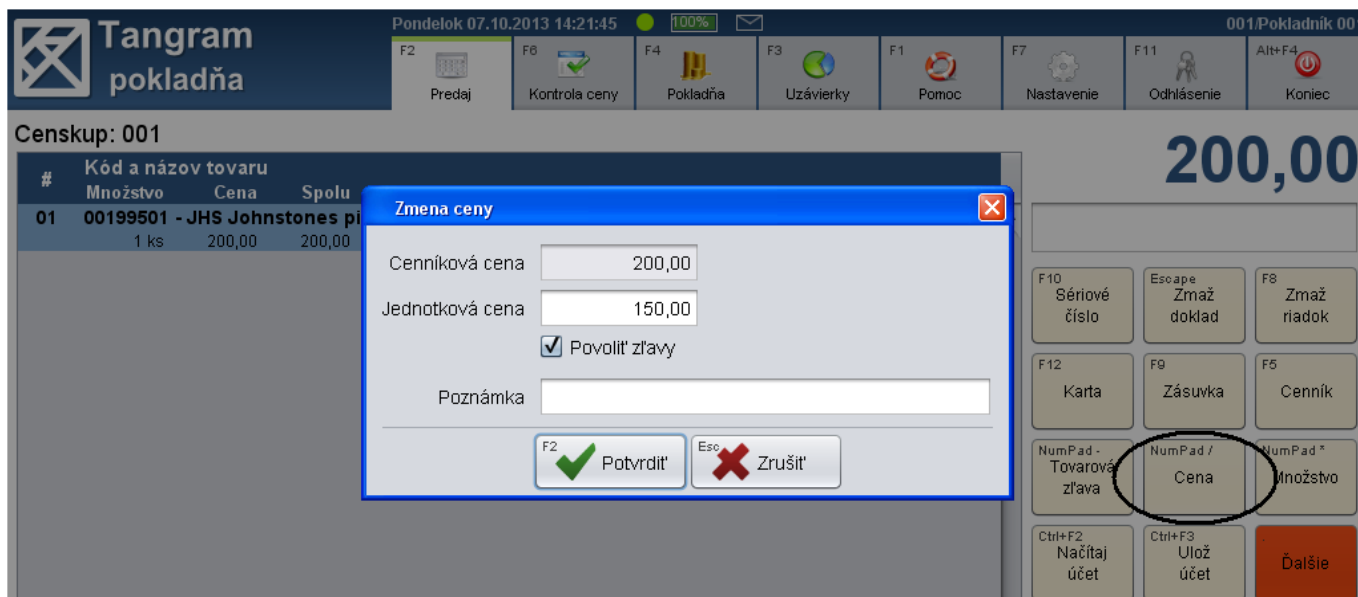 Tangram
pokladňa
Pondelok 07.10.2013 14:21:45 100% 001/Pokladník 00
F2 Predaj
F6 Kontrola ceny
F4 Pokladňa
F3 Uzávierky
F1 Pomoc
F7 Nastavenie
F11 Odhlásenie
Alt+F4 Koniec
Censkup: 001
200,00
# Kód a názov tovaru
Množstvo Cena Spolu
01 00199501 - JHS Johnstones pi
1 ks 200,00 200,00
Zmena ceny
Cenníková cena 200,00
Jednotková cena 150,00
Povoliť zľavy
Poznámka
F2 Potvrdiť
Esc Zrušiť
F10
Sériové
číslo
Escape
Zmaž
doklad
F8
Zmaž
riadok
F12
Karta
F9
Zásuvka
F5
Cenník
NumPad -
Tovarová
zľava
NumPad /
Cena
NumPad *
Množstvo
Ctrl+F2
Načítaj
účet
Ctrl+F3
Ulož
účet
.
Ďalšie